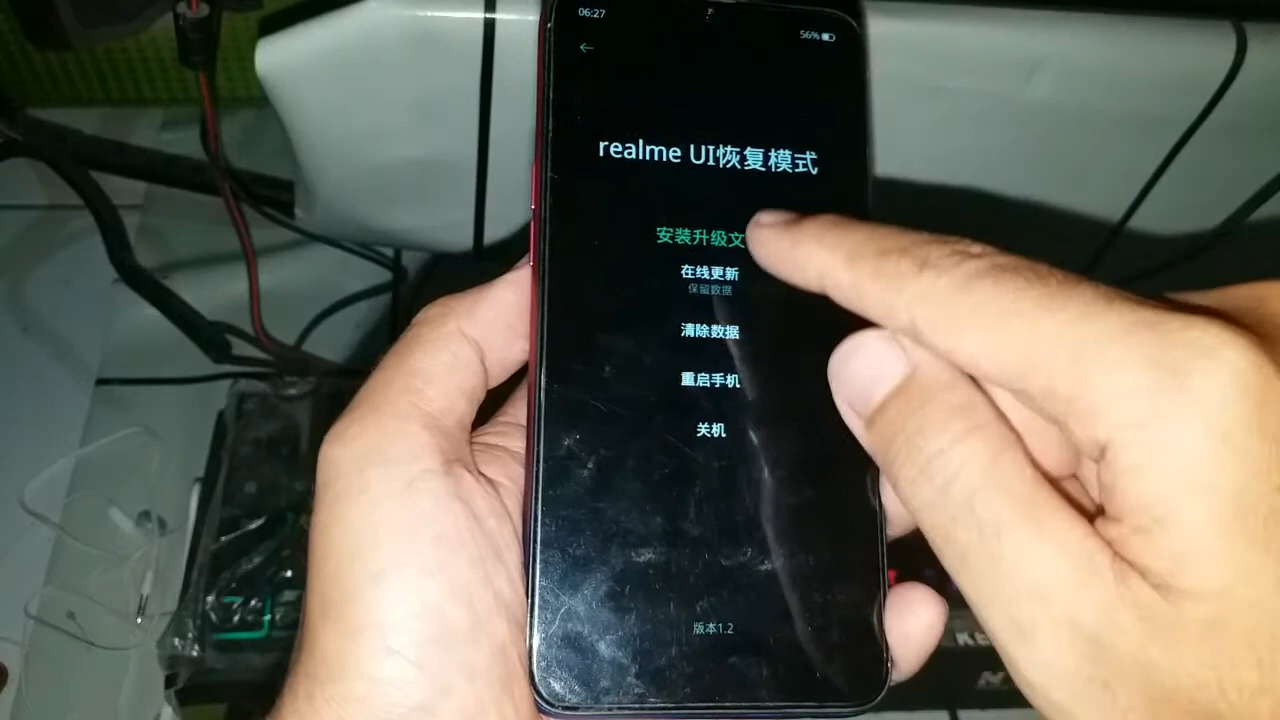 06:27
56%
realme UI恢复模式
安装升级文
在线更新
保留数据
清除数据
重启手机
关机
版本1.2